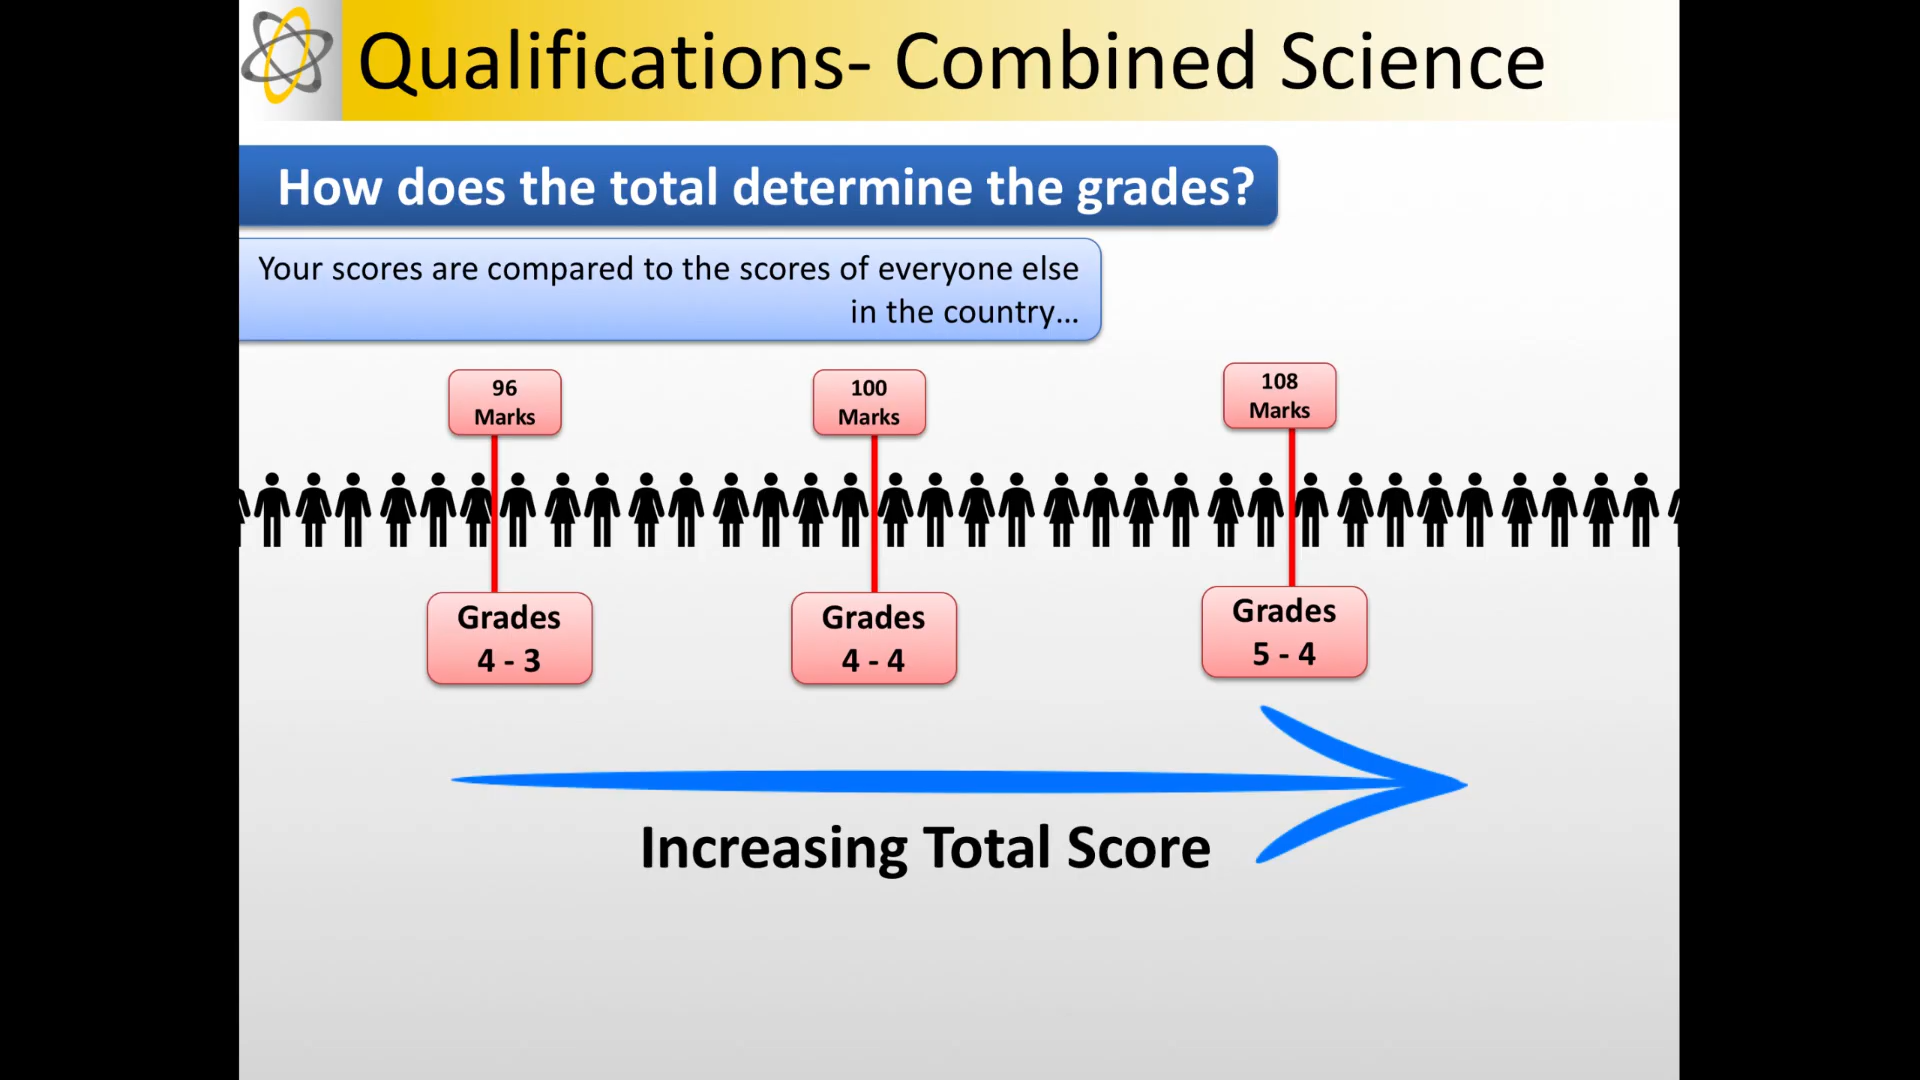 Qualifications- Combined Science
How does the total determine the grades?
Your scores are compared to the scores of everyone else
in the country...
96
Marks
100
Marks
108
Marks
Grades
4 - 3
Grades
4 - 4
Grades
5 - 4
Increasing Total Score